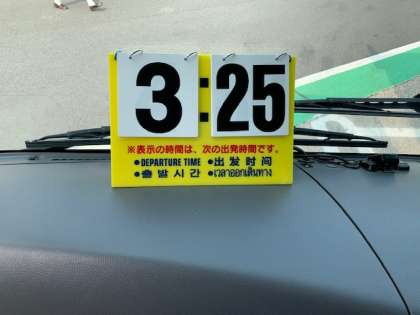 3:25
※表示の時間は、次の出発時間です。
●DEPARTURE TIME ●出发时间
●출발시간 ●เวลาออกเดินทาง